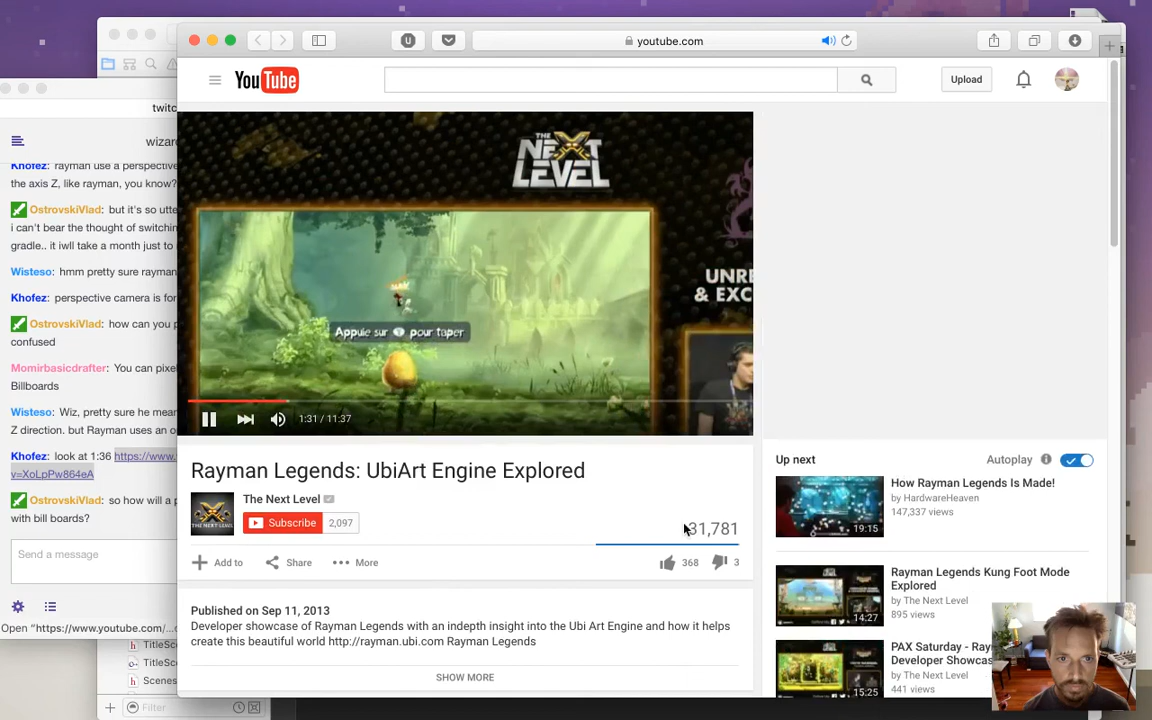 youtube.com
twitc
wizard
YouTube
Upload
Khofez: rayman use a perspective
the axis Z, like rayman, you know?
OstrovskiVlad: but it's so utte
i can't bear the thought of switching
gradle.. it iwll take a month just to
Wisteso: hmm pretty sure rayman
Khofez: perspective camera is for
OstrovskiVlad: how can you p
confused
Momirbasicdrafter: You can pixel
Billboards
Wisteso: Wiz, pretty sure he mean
Z direction. but Rayman uses an o
Khofez: look at 1:36 https://www.y
v=XoLpPw864eA
OstrovskiVlad: so how will a p
with bill boards?
Send a message
Open "https://www.youtube.com/...c
TitleSce
TitleSce
Scenes
Filter
THE
NEXT
LEVEL
UNRE
& EXC
Appuie sur pour taper
1:31 / 11:37
Rayman Legends: UbiArt Engine Explored
The Next Level
Subscribe 2,097
31,781
Add to Share More 368 3
Published on Sep 11, 2013
Developer showcase of Rayman Legends with an indepth insight into the Ubi Art Engine and how it helps
create this beautiful world http://rayman.ubi.com Rayman Legends
SHOW MORE
Up next Autoplay
How Rayman Legends Is Made!
by HardwareHeaven
147,337 views
19:15
Rayman Legends Kung Foot Mode
Explored
by The Next Level
895 views
14:27
PAX Saturday - Ray
Developer Showcas
by The Next Level
441 views
15:25